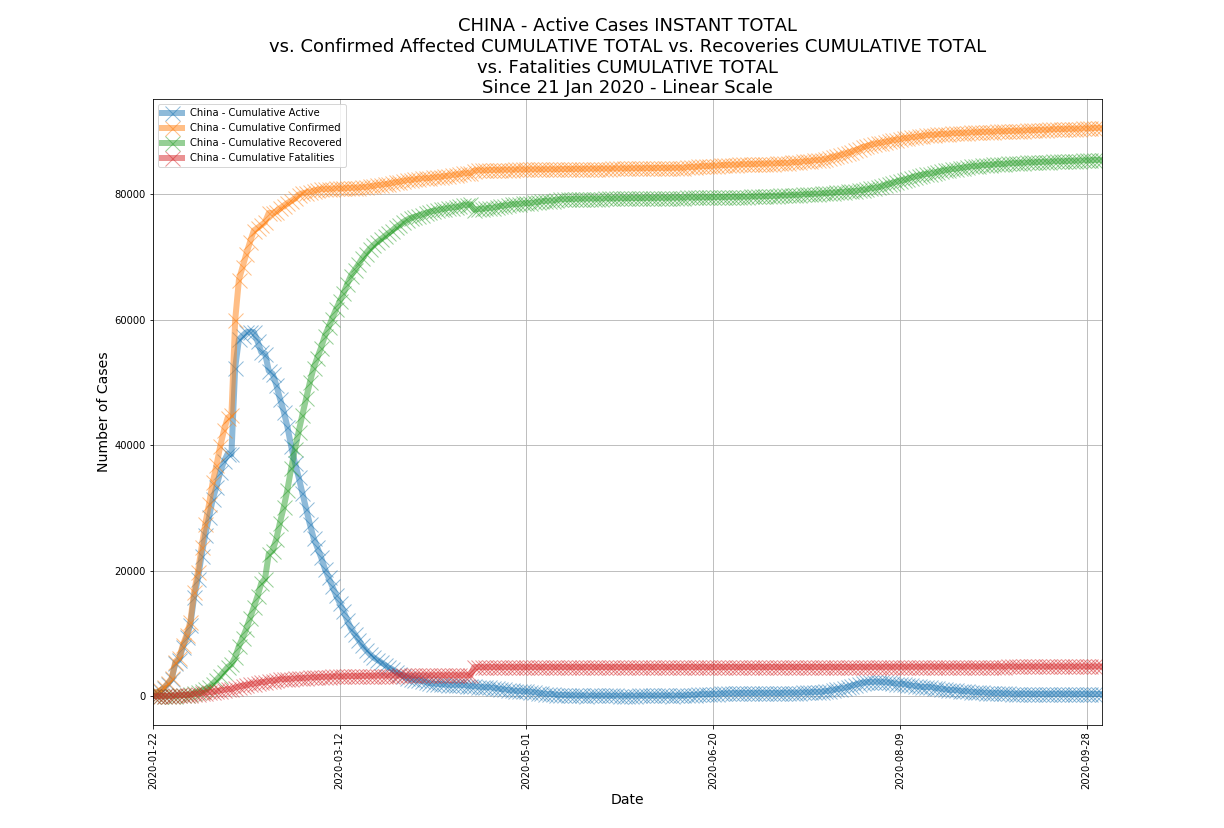 CHINA - Active Cases INSTANT TOTAL
vs. Confirmed Affected CUMULATIVE TOTAL vs. Recoveries CUMULATIVE TOTAL
vs. Fatalities CUMULATIVE TOTAL
Since 21 Jan 2020 - Linear Scale
China - Cumulative Active
China - Cumulative Confirmed
China - Cumulative Recovered
China - Cumulative Fatalities
80000
60000
40000
20000
0
Number of Cases
2020-01-22
2020-03-12
2020-05-01
2020-06-20
2020-08-09
2020-09-28
Date